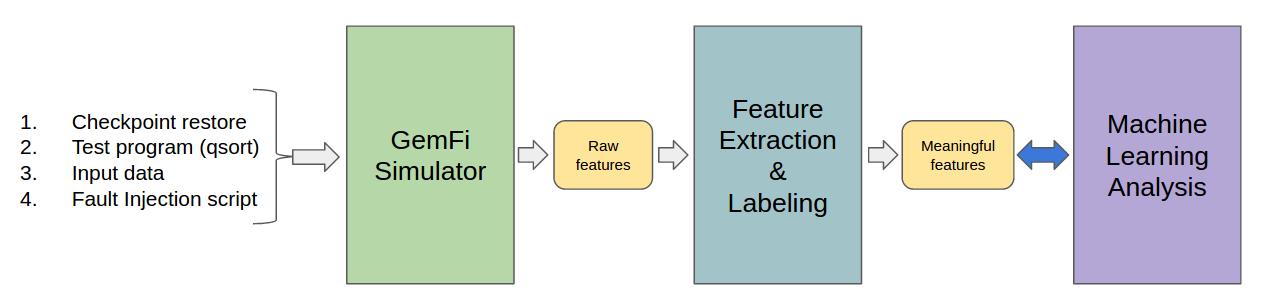 1. Checkpoint restore
2. Test program (qsort)
3. Input data
4. Fault Injection script
GemFi
Simulator
Raw
features
Feature
Extraction
&
Labeling
Meaningful
features
Machine
Learning
Analysis